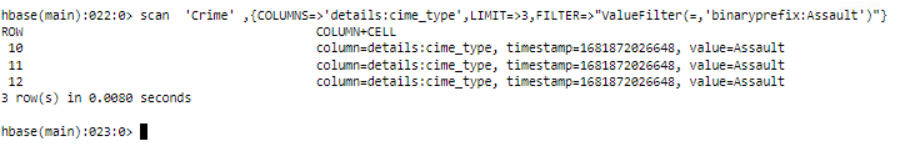 hbase(main):022:0> scan  'Crime' ,{COLUMNS=>'details:cime_type',LIMIT=>3,FILTER=>"ValueFilter(=,'binaryprefix:Assault')"}
ROW                                   COLUMN+CELL
 10                                   column=details:cime_type, timestamp=1681872026648, value=Assault
 11                                   column=details:cime_type, timestamp=1681872026648, value=Assault
 12                                   column=details:cime_type, timestamp=1681872026648, value=Assault
3 row(s) in 0.0080 seconds
hbase(main):023:0>